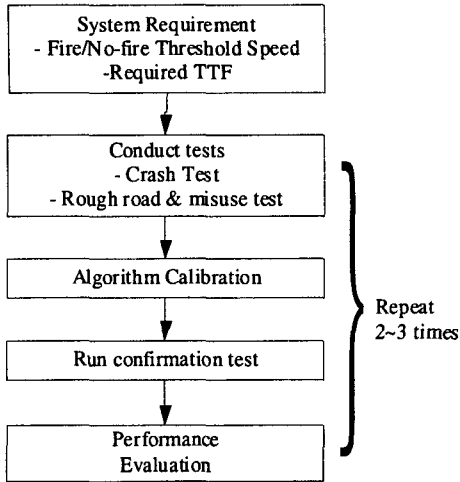 System Requirement
- Fire/No-fire Threshold Speed
-Required TTF
Conduct tests
- Crash Test
- Rough road & misuse test
Algorithm Calibration
Run confirmation test
Performance
Evaluation
Repeat
2~3 times